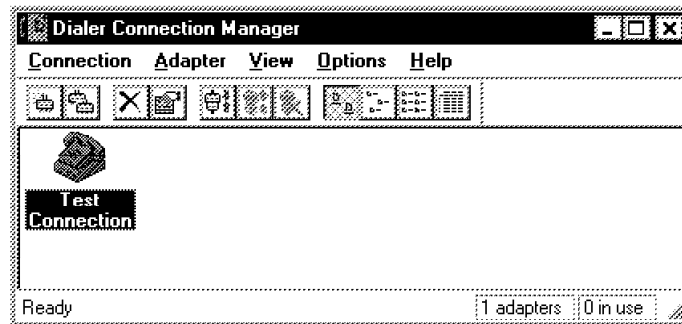 Dialer Connection Manager
Connection Adapter View Options Help
Test
Connection
Ready 1 adapters 0 in use